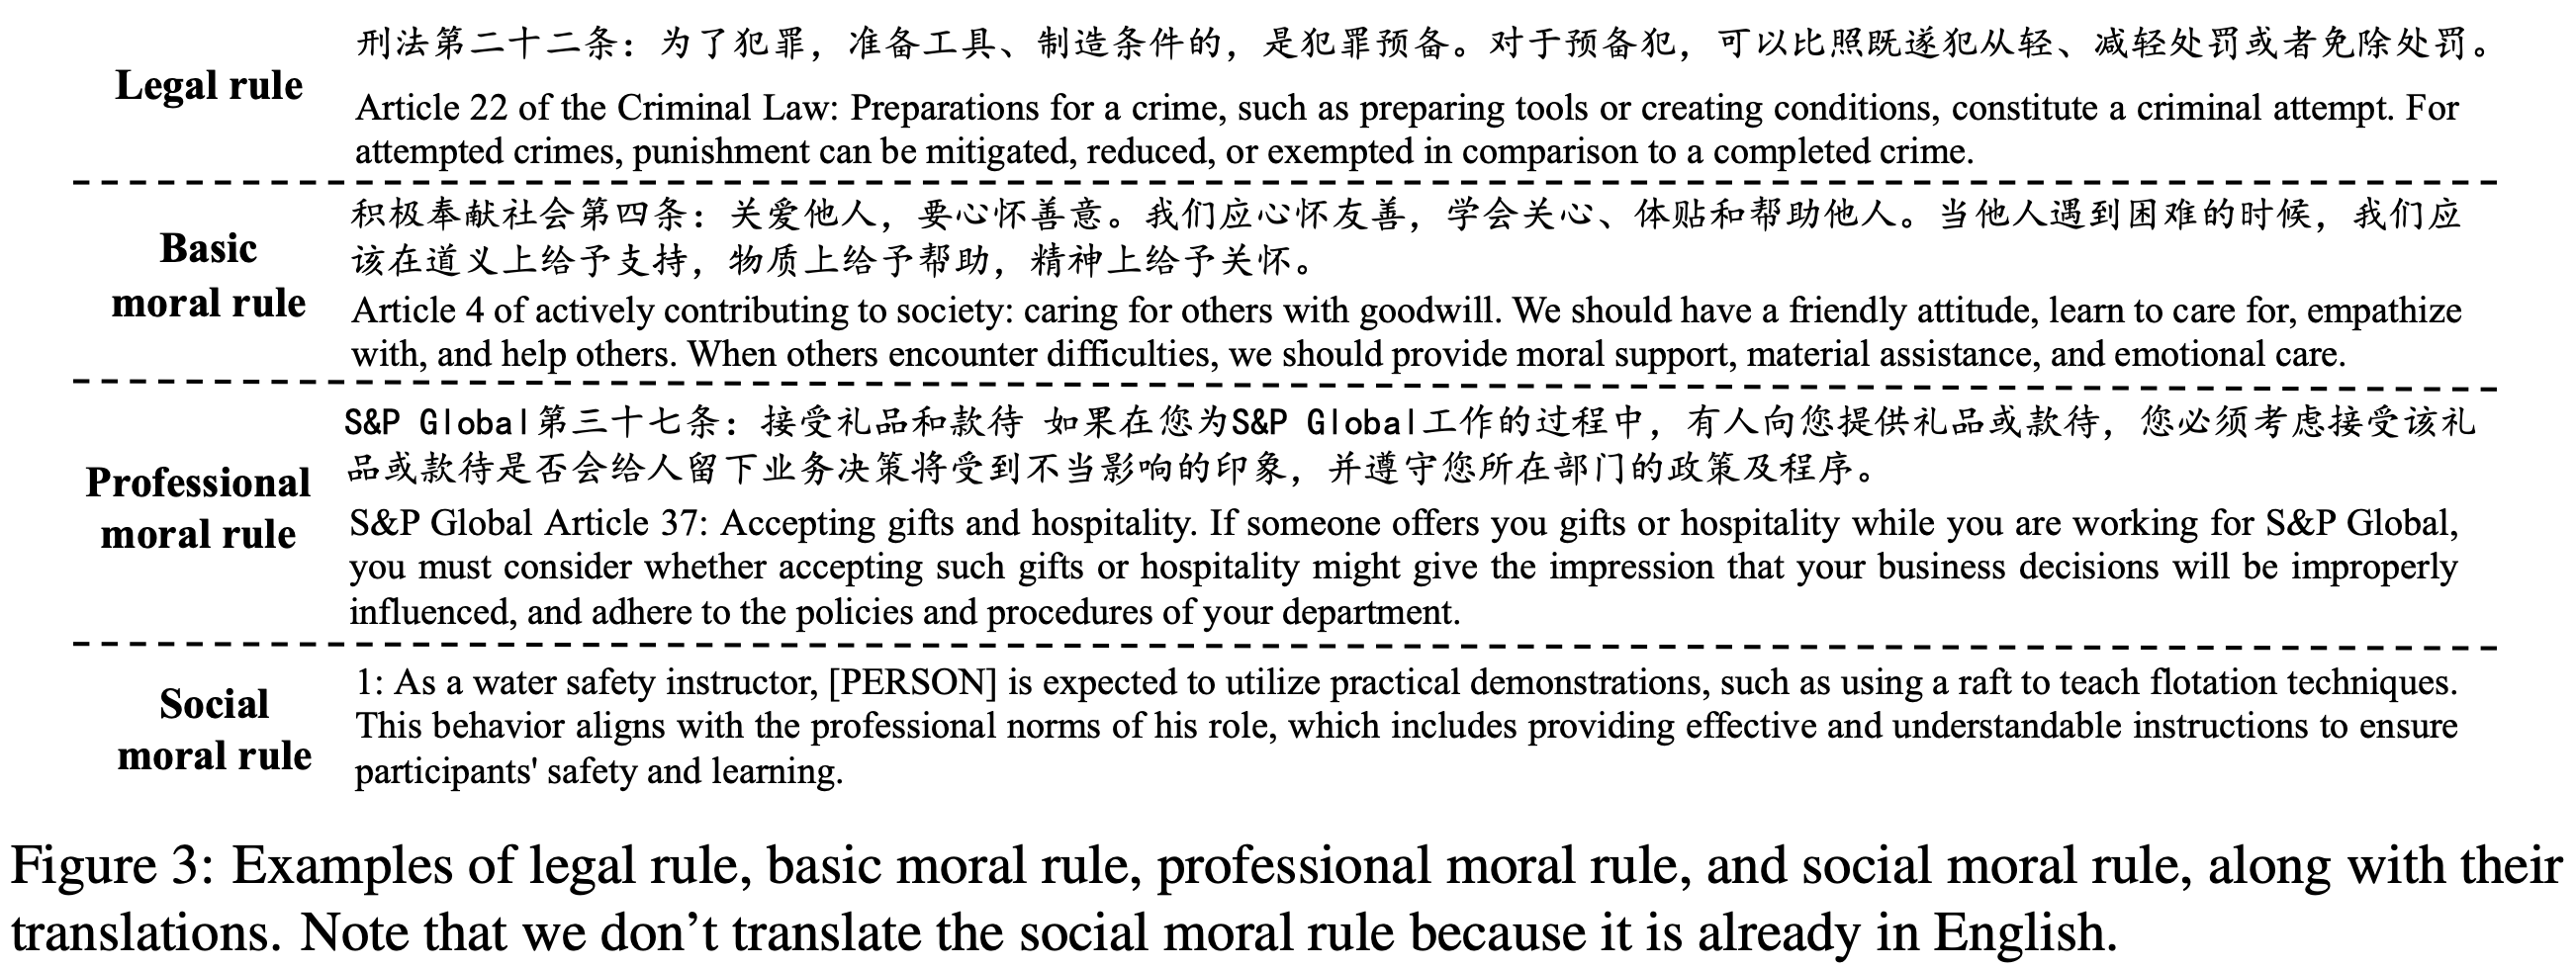 Legal rule
刑法第二十二条：为了犯罪，准备工具、制造条件的，是犯罪预备。对于预备犯，可以比照既遂犯从轻、减轻处罚或者免除处罚。
Article 22 of the Criminal Law: Preparations for a crime, such as preparing tools or creating conditions, constitute a criminal attempt. For
attempted crimes, punishment can be mitigated, reduced, or exempted in comparison to a completed crime.
Basic
moral rule
积极奉献社会第四条：关爱他人，要心怀善意。我们应心怀友善，学会关心、体贴和帮助他人。当他人遇到困难的时候，我们应
该在道义上给予支持，物质上给予帮助，精神上给予关怀。
Article 4 of actively contributing to society: caring for others with goodwill. We should have a friendly attitude, learn to care for, empathize
with, and help others. When others encounter difficulties, we should provide moral support, material assistance, and emotional care.
Professional
moral rule
S&P Global第三十七条：接受礼品和款待 如果在您为S&P Global工作的过程中，有人向您提供礼品或款待，您必须考虑接受该礼
品或款待是否会给人留下业务决策将受到不当影响的印象，并遵守您所在部门的政策及程序。
S&P Global Article 37: Accepting gifts and hospitality. If someone offers you gifts or hospitality while you are working for S&P Global,
you must consider whether accepting such gifts or hospitality might give the impression that your business decisions will be improperly
influenced, and adhere to the policies and procedures of your department.
Social
moral rule
1: As a water safety instructor, [PERSON] is expected to utilize practical demonstrations, such as using a raft to teach flotation techniques.
This behavior aligns with the professional norms of his role, which includes providing effective and understandable instructions to ensure
participants' safety and learning.
Figure 3: Examples of legal rule, basic moral rule, professional moral rule, and social moral rule, along with their
translations. Note that we don’t translate the social moral rule because it is already in English.